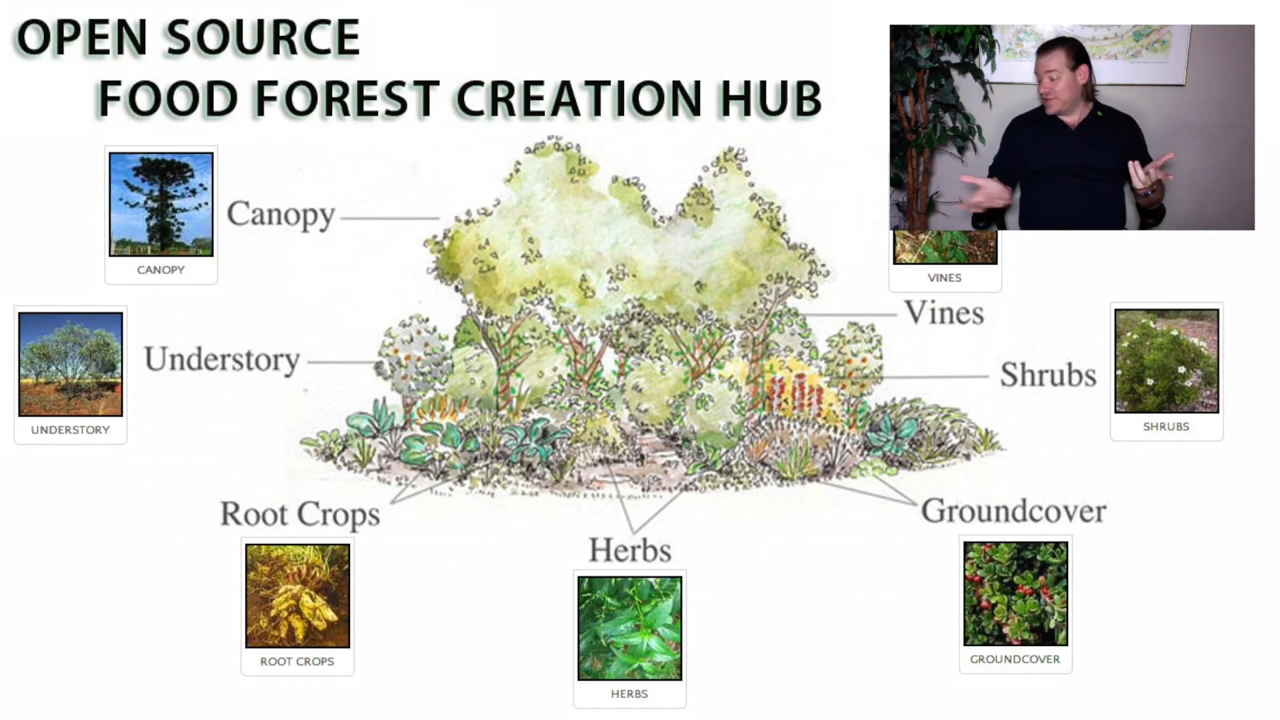 OPEN SOURCE
FOOD FOREST CREATION HUB
CANOPY
Canopy
VINES
Vines
UNDERSTORY
Understory
Shrubs
SHRUBS
Root Crops
Groundcover
ROOT CROPS
Herbs
HERBS
GROUNDCOVER